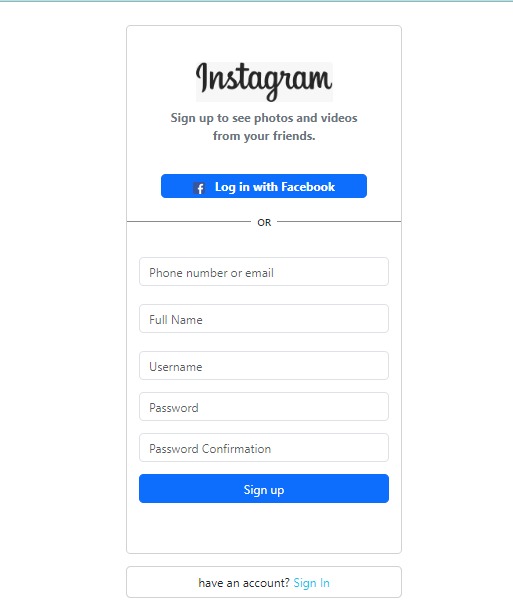 Instagram
Sign up to see photos and videos
from your friends.
Log in with Facebook
OR
Phone number or email
Full Name
Username
Password
Password Confirmation
Sign up
have an account? Sign In